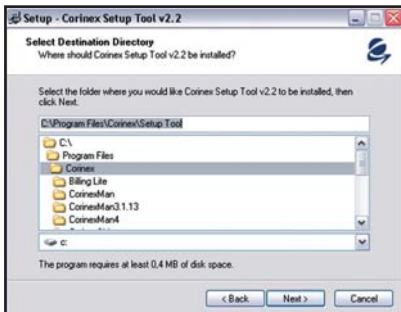 Setup - Corinex Setup Tool v2.2
Select Destination Directory
Where should Corinex Setup Tool v2.2 be installed?
Select the folder where you would like Corinex Setup Tool v2.2 to be installed, then
click Next.
C:\Program Files\Corinex\Setup Tool
C:\
Program Files
Corinex
Billing Lite
CorinexMan
CorinexMan3.1.13
CorinexMan4
c:
The program requires at least 0,4 MB of disk space.
< Back
Next >
Cancel